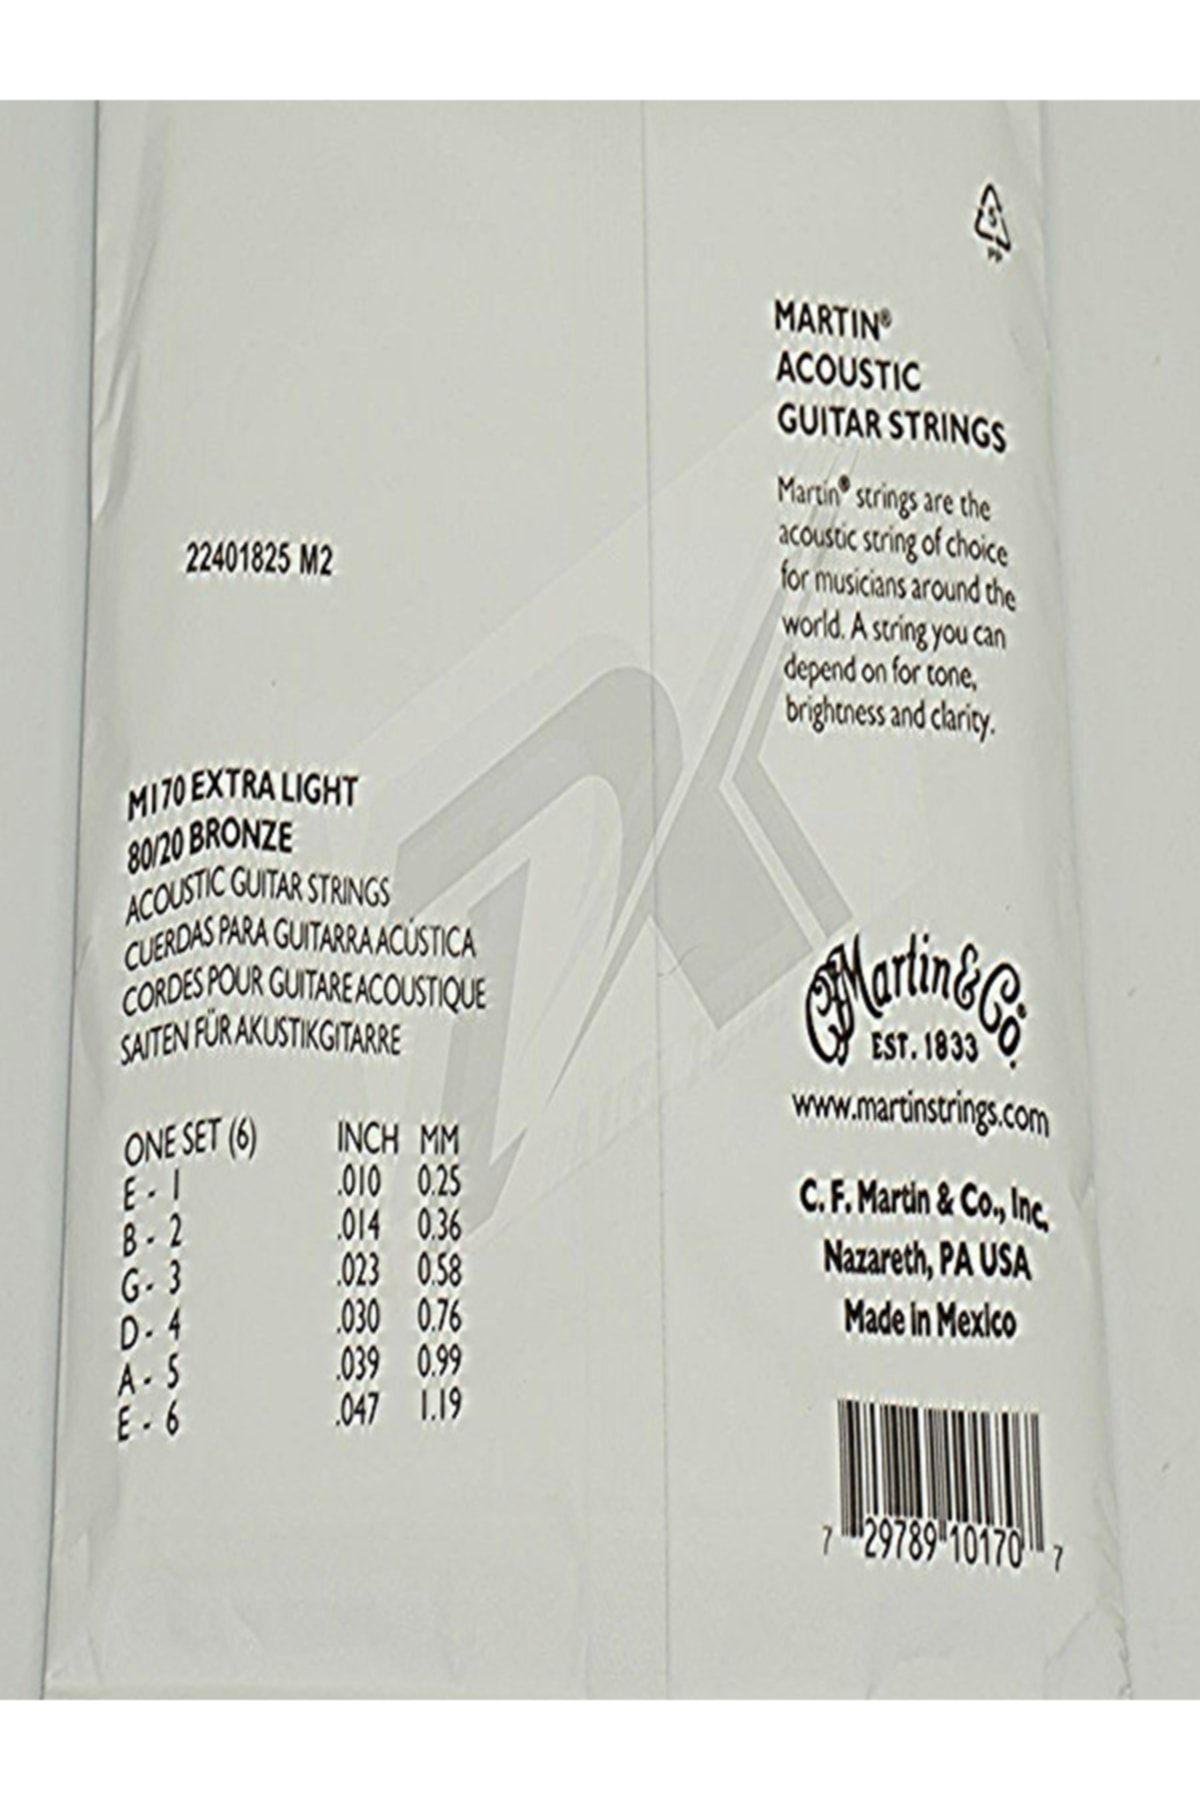 22401825 M2
M170 EXTRA LIGHT
80/20 BRONZE
ACOUSTIC GUITAR STRINGS
CUERDAS PARA GUITARRA ACÚSTICA
CORDES POUR GUITARE ACOUSTIQUE
SAITEN FÜR AKUSTIKGITARRE
ONE SET (6) INCH MM
E - 1 .010 0.25
B - 2 .014 0.36
G - 3 .023 0.58
D - 4 .030 0.76
A - 5 .039 0.99
E - 6 .047 1.19
5
PP
MARTIN®
ACOUSTIC
GUITAR STRINGS
Martin® strings are the
acoustic string of choice
for musicians around the
world. A string you can
depend on for tone,
brightness and clarity.
CF Martin & Co.
EST. 1833
www.martinstrings.com
C. F. Martin & Co., Inc.
Nazareth, PA USA
Made in Mexico
7 29789 10170 7